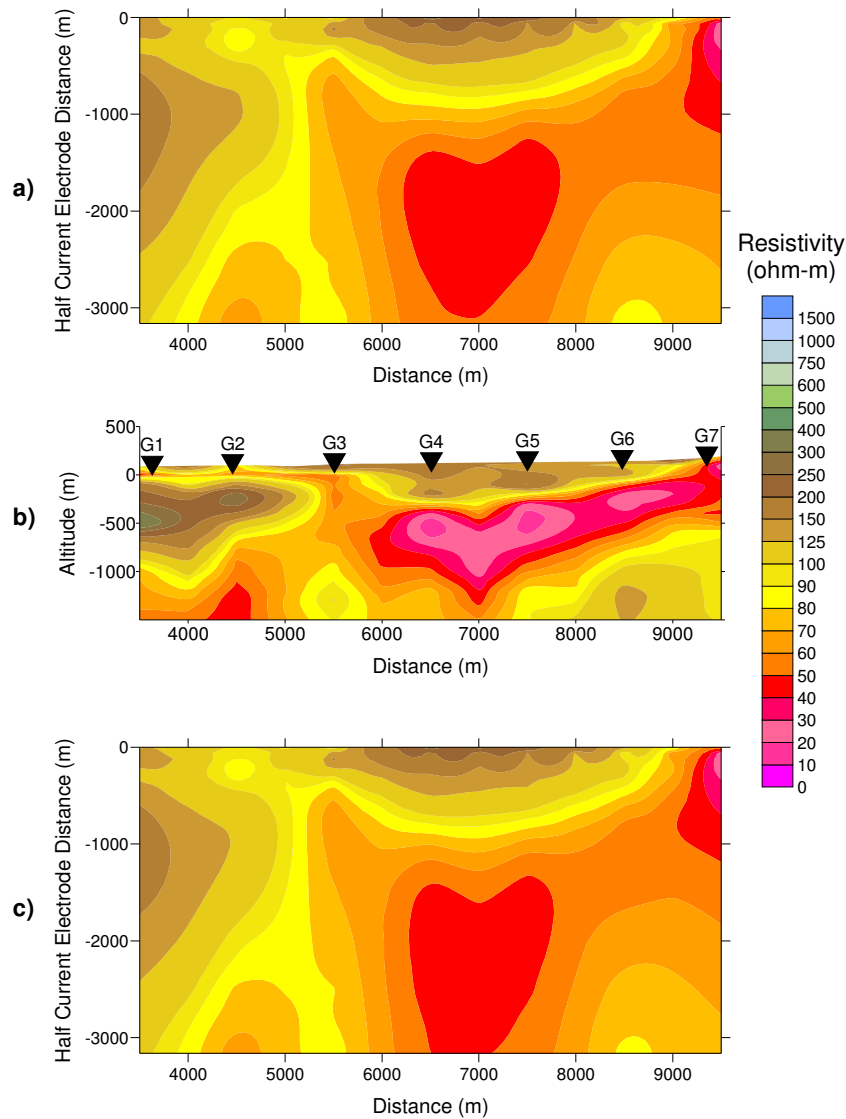 a)
Half Current Electrode Distance (m)
0
-1000
-2000
-3000
4000 5000 6000 7000 8000 9000
Distance (m)
b)
Altitude (m)
500
0
-500
-1000
G1 G2 G3 G4 G5 G6 G7
4000 5000 6000 7000 8000 9000
Distance (m)
c)
Half Current Electrode Distance (m)
0
-1000
-2000
-3000
4000 5000 6000 7000 8000 9000
Distance (m)
Resistivity
(ohm-m)
1500
1000
750
600
500
400
300
250
200
150
125
100
90
80
70
60
50
40
30
20
10
0